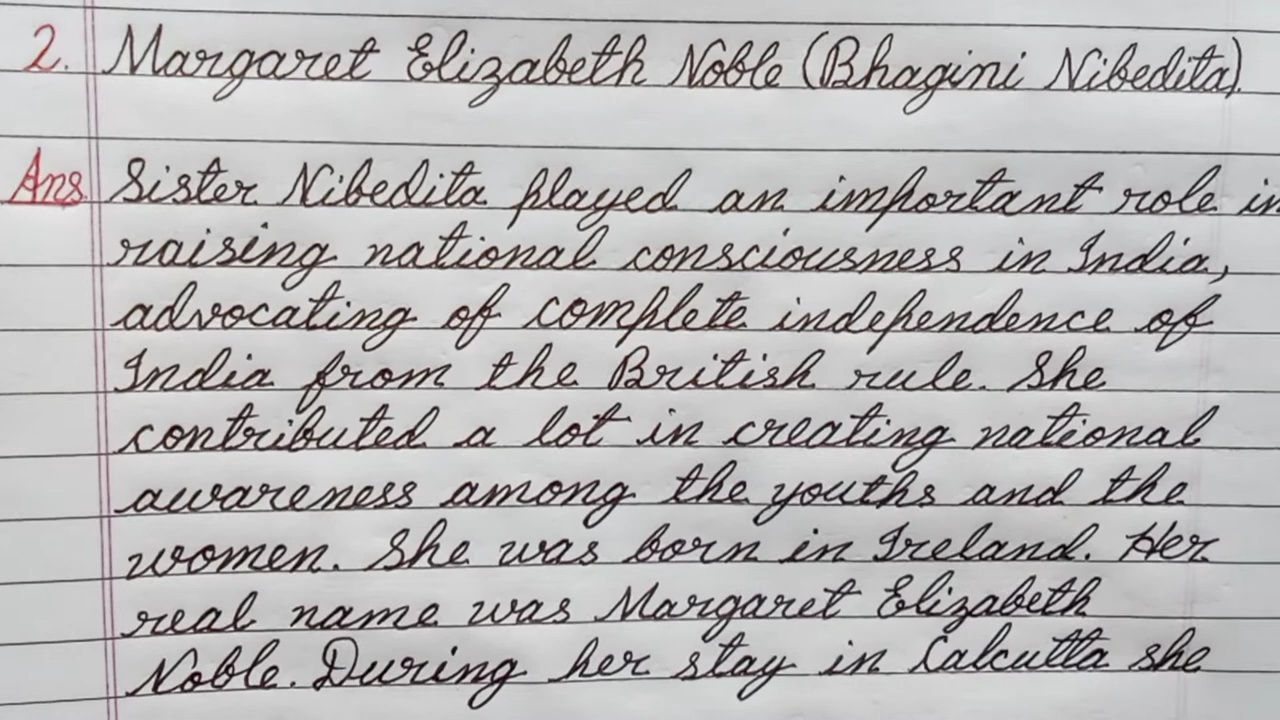 2. Margaret Elizabeth Noble (Bhagini Nibedita).
Ans Sister Nibedita played an important role in
raising national consciousness in India,
advocating of complete independence of
India from the British rule. She
contributed a lot in creating national
awareness among the youths and the
women. She was born in Ireland. Her
real name was Margaret Elizabeth
Noble. During her stay in Calcutta she